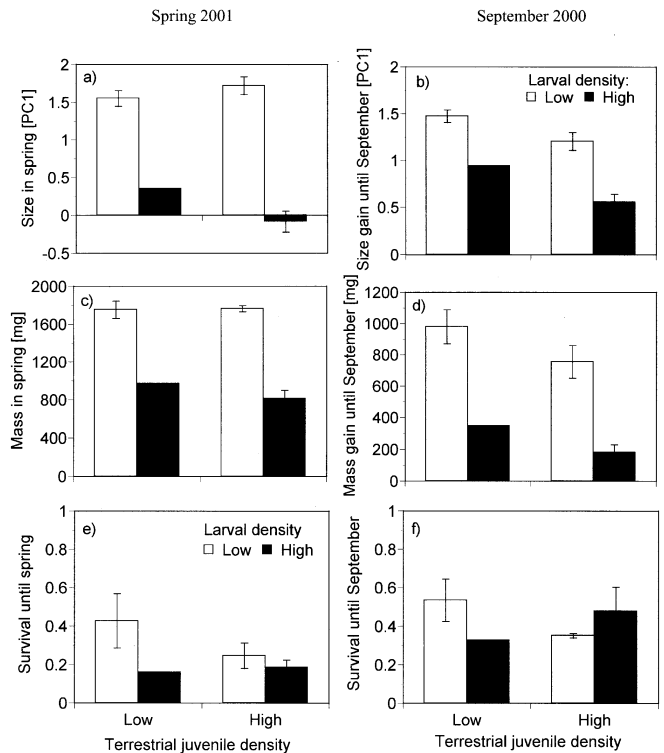 Spring 2001
September 2000
a)
Size in spring [PC1]
2
1.5
1
0.5
0
-0.5
b)
Larval density:
Low High
Size gain until September [PC1]
2
1.5
1
0.5
0
c)
Mass in spring [mg]
2000
1600
1200
800
400
0
d)
Mass gain until September [mg]
1200
1000
800
600
400
200
0
e)
Larval density
Low High
Survival until spring
1
0.8
0.6
0.4
0.2
0
Low High
Terrestrial juvenile density
f)
Survival until September
1
0.8
0.6
0.4
0.2
0
Low High
Terrestrial juvenile density